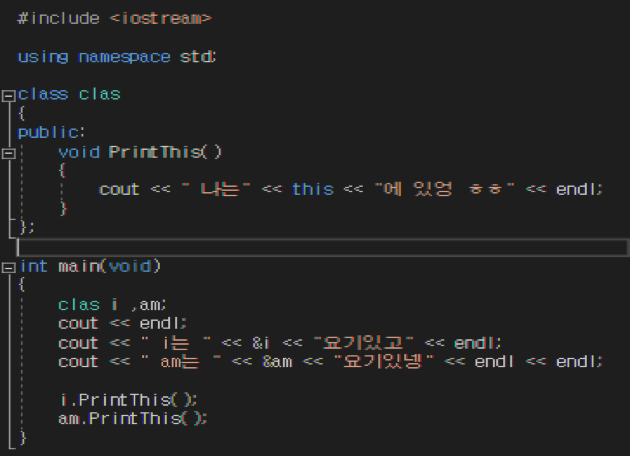 #include <iostream>
using namespace std;
class clas
{
public:
void PrintThis()
{
cout << " 나는" << this << "에 있엉 ㅎㅎ" << endl;
}
};
int main(void)
{
clas i ,am;
cout << endl;
cout << " i는 " << &i << "요기있고" << endl;
cout << " am는 " << &am << "요기있넹" << endl << endl;
i.PrintThis();
am.PrintThis();
}